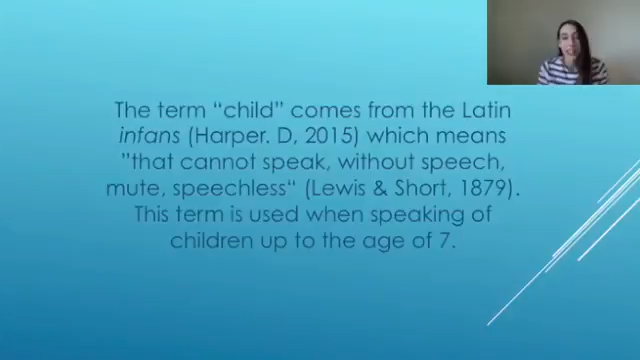 The term “child” comes from the Latin
infans (Harper. D, 2015) which means
”that cannot speak, without speech,
mute, speechless“ (Lewis & Short, 1879).
This term is used when speaking of
children up to the age of 7.